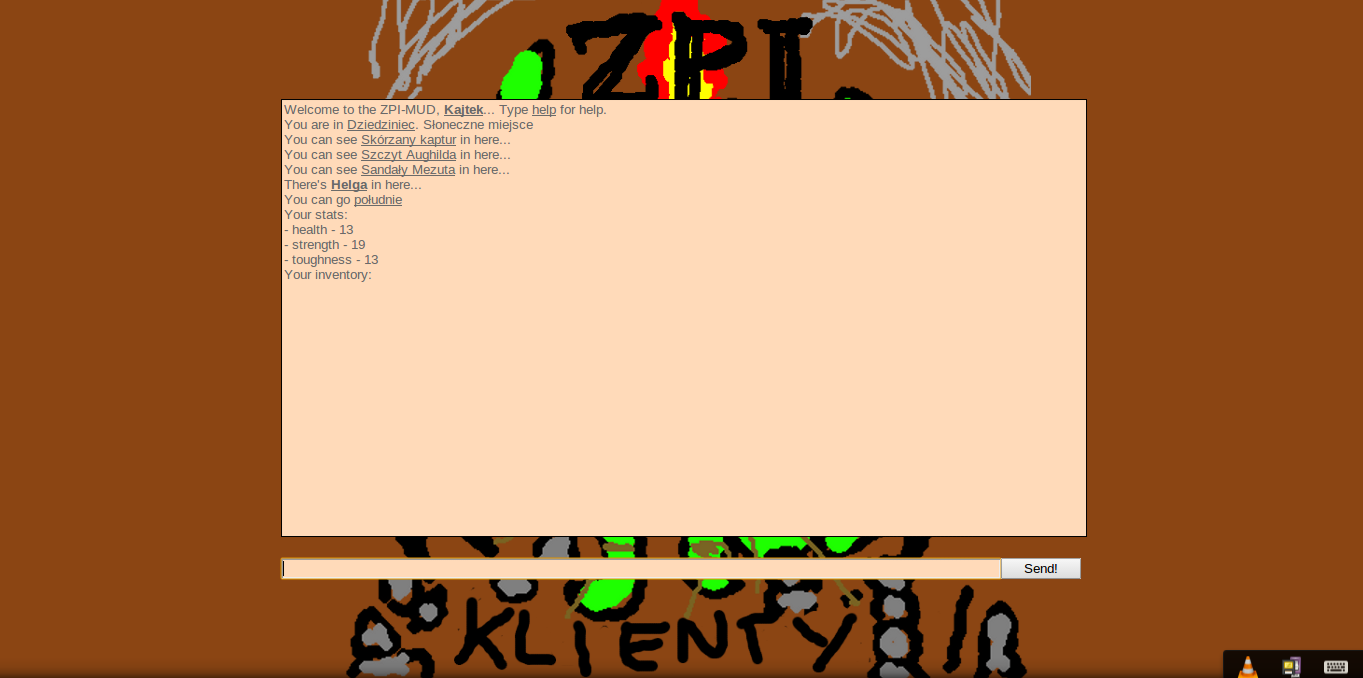 ZPI
Welcome to the ZPI-MUD, Kajtek... Type help for help.
You are in Dziedziniec. Słoneczne miejsce
You can see Skórzany kaptur in here...
You can see Szczyt Aughilda in here...
You can see Sandały Mezuta in here...
There's Helga in here...
You can go południe
Your stats:
- health - 13
- strength - 19
- toughness - 13
Your inventory:
Send!
KLIENTY